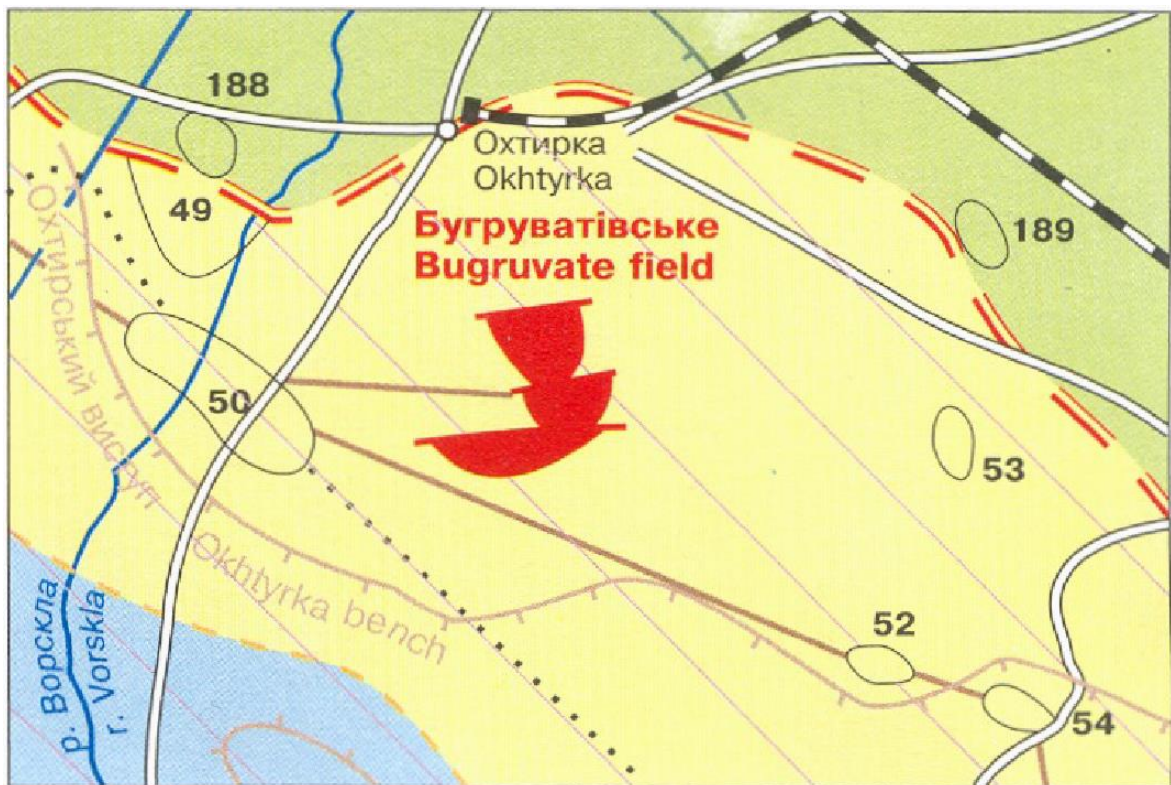 188
Охтирка
Okhtyrka
49
Бугруватівське
Bugruvate field
189
Охтирський виступ
50
53
Okhtyrka bench
52
54
р. Ворскла
r. Vorskla